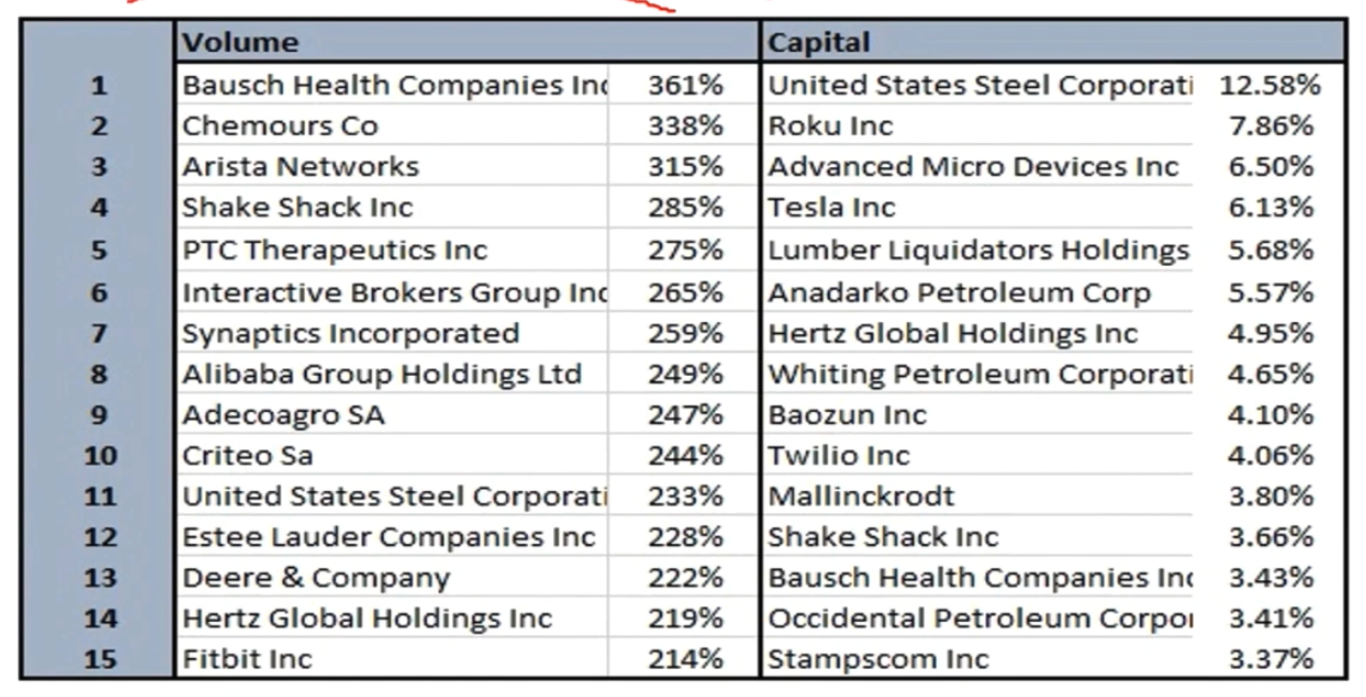 Volume Capital
1 Bausch Health Companies Inc 361% United States Steel Corporati 12.58%
2 Chemours Co 338% Roku Inc 7.86%
3 Arista Networks 315% Advanced Micro Devices Inc 6.50%
4 Shake Shack Inc 285% Tesla Inc 6.13%
5 PTC Therapeutics Inc 275% Lumber Liquidators Holdings 5.68%
6 Interactive Brokers Group Inc 265% Anadarko Petroleum Corp 5.57%
7 Synaptics Incorporated 259% Hertz Global Holdings Inc 4.95%
8 Alibaba Group Holdings Ltd 249% Whiting Petroleum Corporati 4.65%
9 Adecoagro SA 247% Baozun Inc 4.10%
10 Criteo Sa 244% Twilio Inc 4.06%
11 United States Steel Corporati 233% Mallinckrodt 3.80%
12 Estee Lauder Companies Inc 228% Shake Shack Inc 3.66%
13 Deere & Company 222% Bausch Health Companies Inc 3.43%
14 Hertz Global Holdings Inc 219% Occidental Petroleum Corpor 3.41%
15 Fitbit Inc 214% Stampscom Inc 3.37%